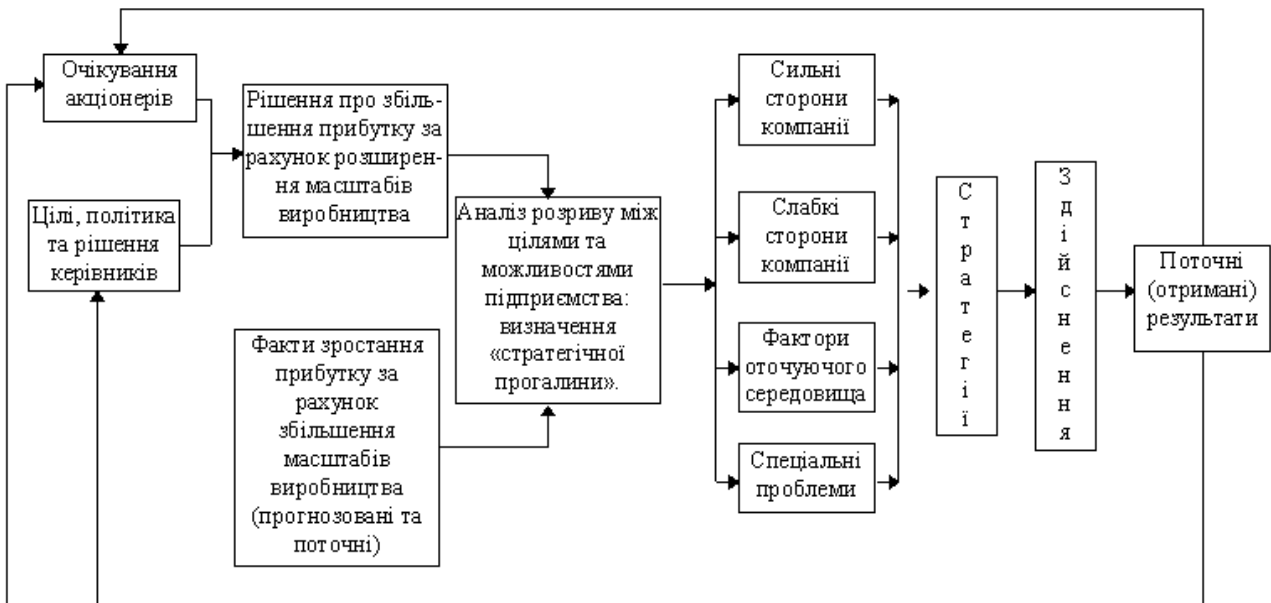 Очікування
акціонерів
Цілі, політика
та рішення
керівників
Рішення про збіль-
шення прибутку за
рахунок розширен-
ня масштабів
виробництва
Факти зростання
прибутку за
рахунок
збільшення
масштабів
виробництва
(прогнозовані та
поточні)
Аналіз розриву між
цілями та
можливостями
підприємства:
визначення
«стратегічної
прогалини».
Сильні
сторони
компанії
Слабкі
сторони
компанії
Фактори
оточуючого
середовища
Спеціальні
проблеми
С
т
р
а
т
е
г
і
ї
З
д
і
й
с
н
е
н
н
я
Поточні
(отримані)
результати